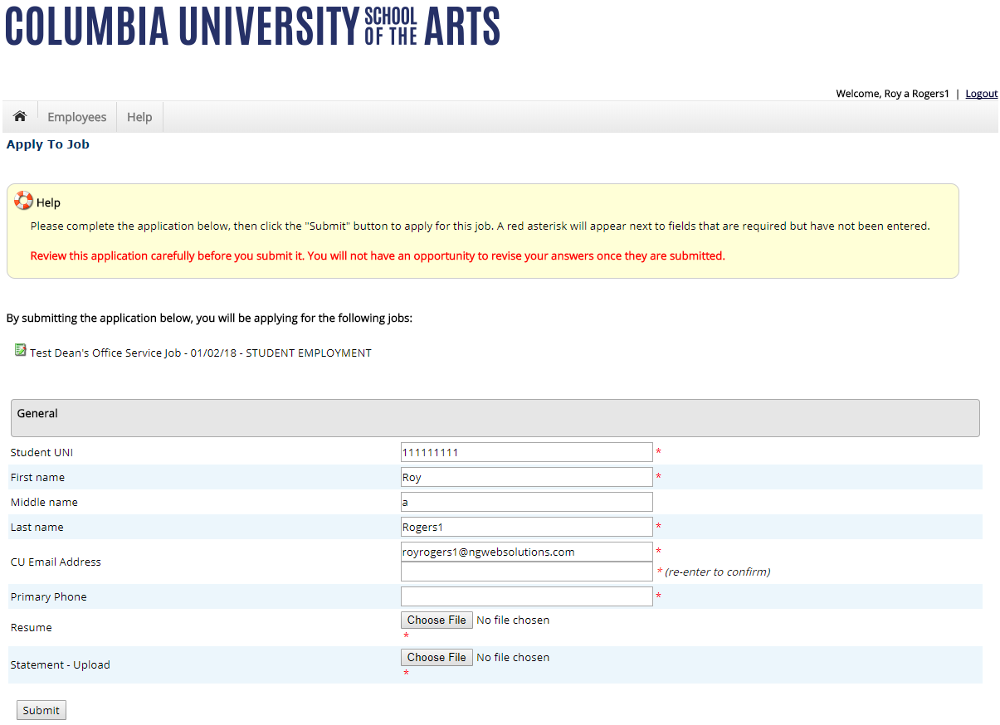 COLUMBIA UNIVERSITY SCHOOL OF THE ARTS
Welcome, Roy a Rogers1 | Logout
Employees Help
Apply To Job
Help
Please complete the application below, then click the "Submit" button to apply for this job. A red asterisk will appear next to fields that are required but have not been entered.
Review this application carefully before you submit it. You will not have an opportunity to revise your answers once they are submitted.
By submitting the application below, you will be applying for the following jobs:
Test Dean's Office Service Job - 01/02/18 - STUDENT EMPLOYMENT
General
Student UNI 111111111 *
First name Roy *
Middle name a
Last name Rogers1 *
CU Email Address royrogers1@ngwebsolutions.com *
* (re-enter to confirm)
Primary Phone *
Resume Choose File No file chosen
*
Statement - Upload Choose File No file chosen
*
Submit